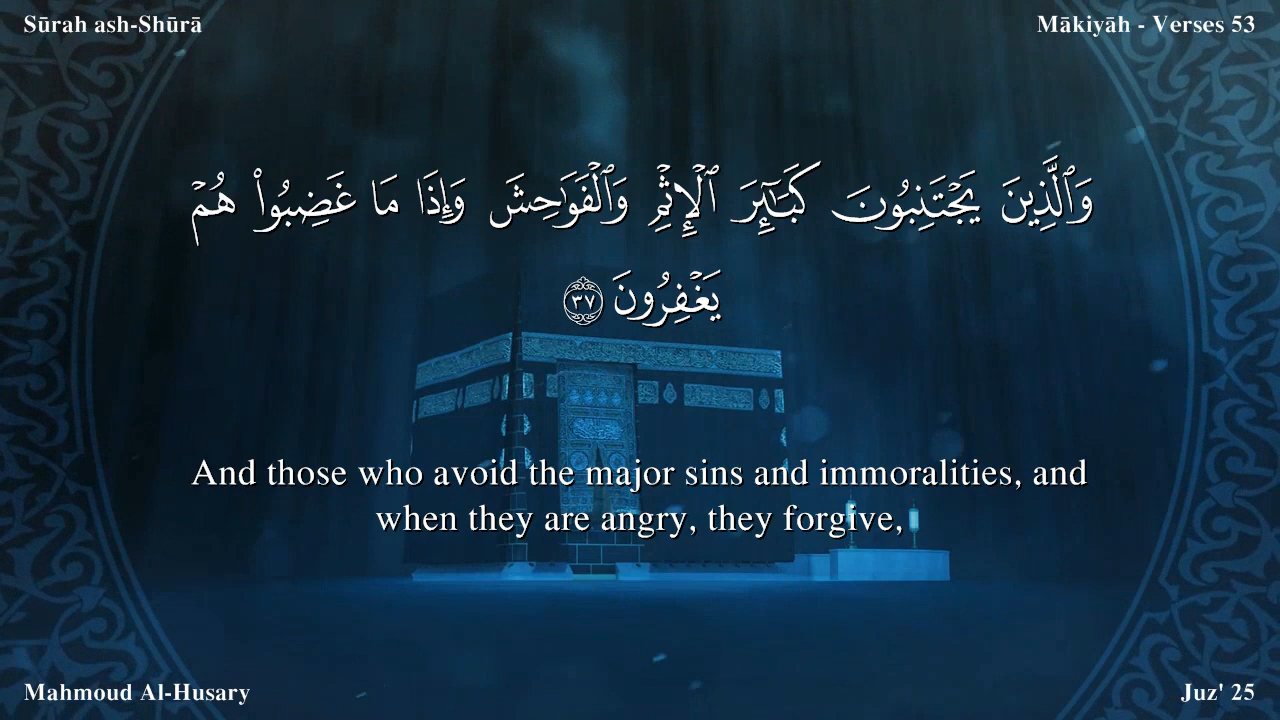 Sūrah ash-Shūrā
Mākiyāh - Verses 53
وَٱلَّذِينَ يَجْتَنِبُونَ كَبَـٰٓئِرَ ٱلْإِثْمِ وَٱلْفَوَٰحِشَ وَإِذَا مَا غَضِبُوا۟ هُمْ
يَغْفِرُونَ ٣٧
And those who avoid the major sins and immoralities, and
when they are angry, they forgive,
Mahmoud Al-Husary
Juz' 25